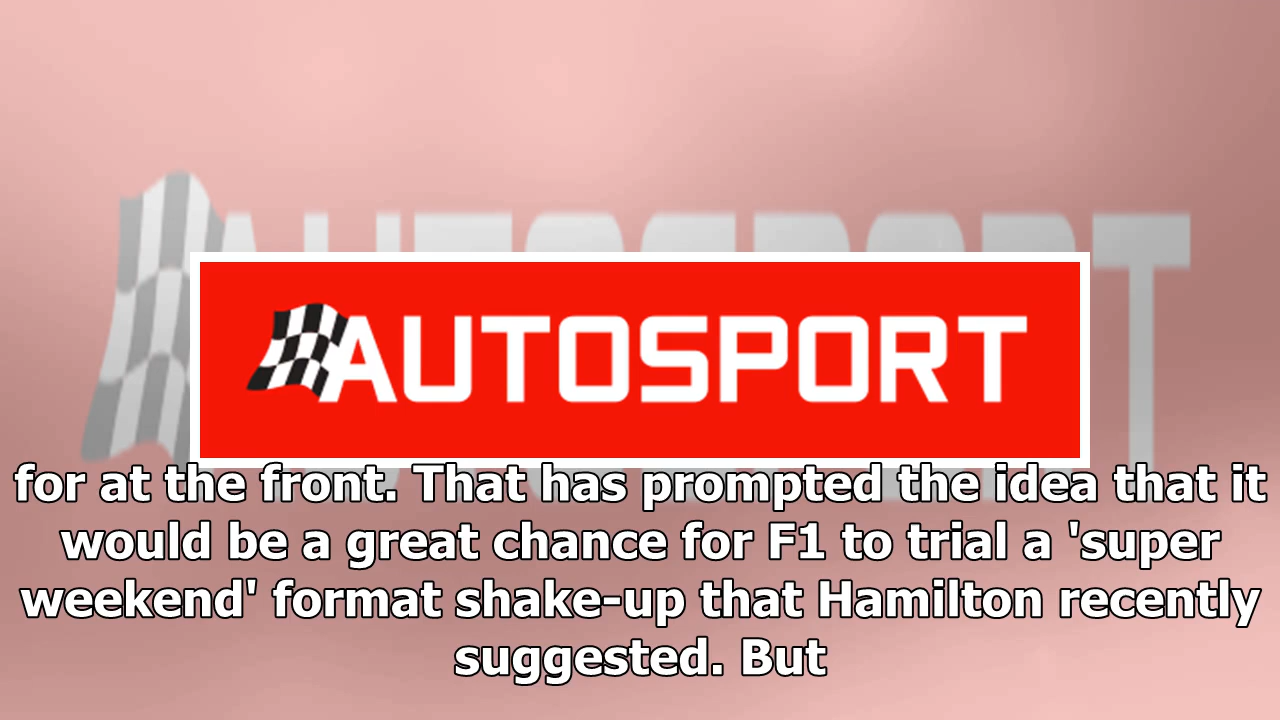 AUTOSPORT
for at the front. That has prompted the idea that it
would be a great chance for F1 to trial a 'super
weekend' format shake-up that Hamilton recently
suggested. But